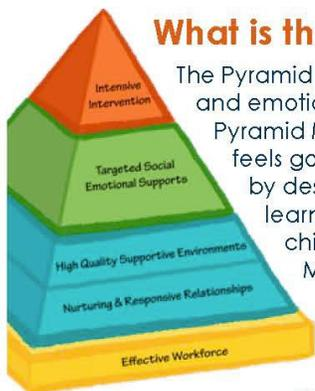 What is th
The Pyramid
and emotio
Pyramid M
feels go
by des
learn
chi
M
Intensive
Intervention
Targeted Social
Emotional Supports
High Quality Supportive Environments
Nurturing & Responsive Relationships
Effective Workforce